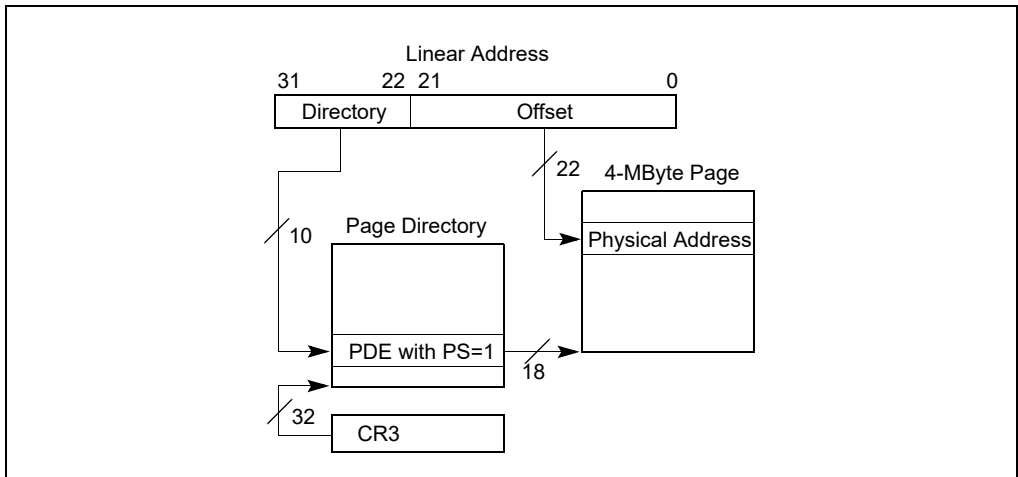 Linear Address
31 22 21 0
Directory Offset
22
4-MByte Page
10
Page Directory
Physical Address
PDE with PS=1
18
32
CR3